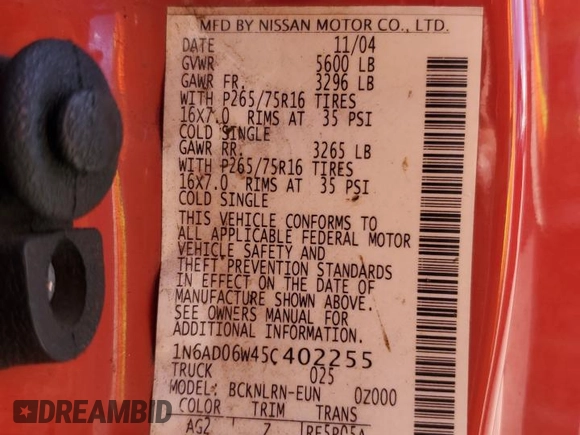 MFD BY NISSAN MOTOR CO., LTD.
DATE 11/04
GVWR 5600 LB
GAWR FR. 3296 LB
WITH P265/75R16 TIRES
16X7.0 RIMS AT 35 PSI
COLD SINGLE
GAWR RR. 3265 LB
WITH P265/75R16 TIRES
16X7.0 RIMS AT 35 PSI
COLD SINGLE
THIS VEHICLE CONFORMS TO
ALL APPLICABLE FEDERAL MOTOR
VEHICLE SAFETY AND
THEFT PREVENTION STANDARDS
IN EFFECT ON THE DATE OF
MANUFACTURE SHOWN ABOVE.
SEE OWNERS MANUAL FOR
ADDITIONAL INFORMATION.
1N6AD06W45C402255
TRUCK 025
MODEL: BCKNLRN-EUN 0Z000
COLOR TRIM TRANS
AG2 Z RE5R05A
DREAMBID